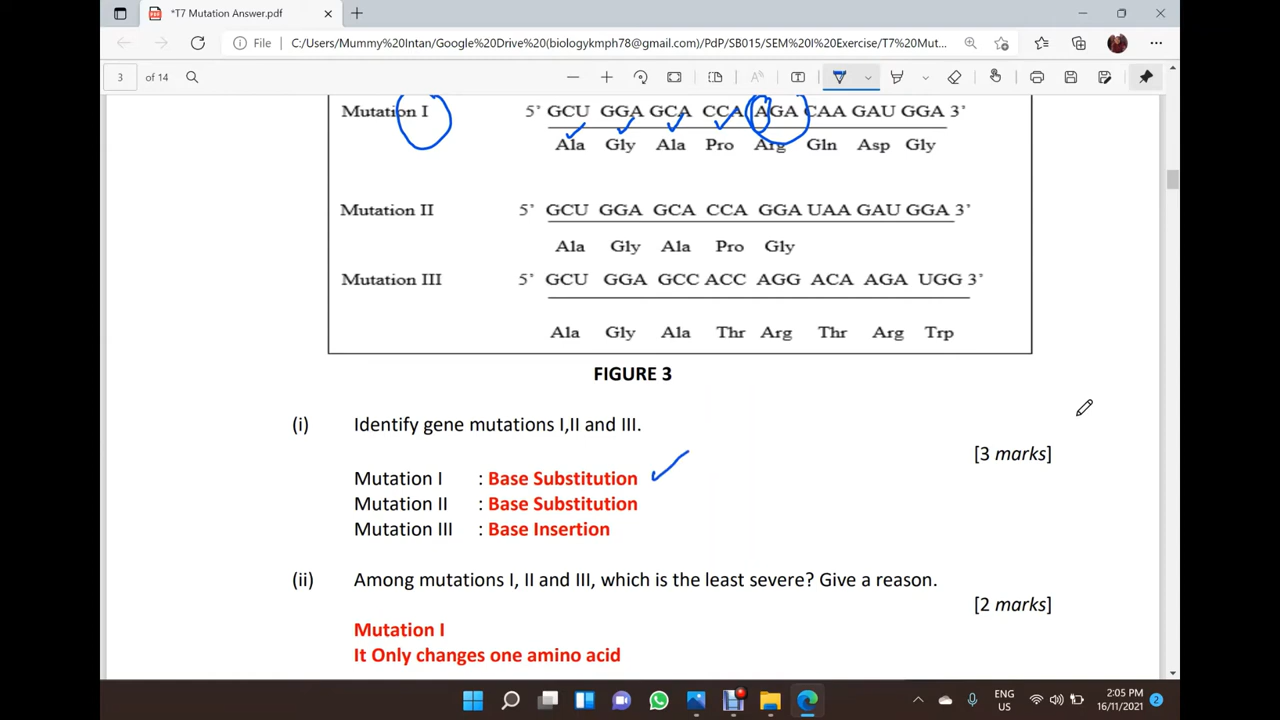 *T7 Mutation Answer.pdf
File
C:/Users/Mummy%20Intan/Google%20Drive%20(biologykmph78@gmail.com)/PdP/SB015/SEM%20I%20Exercise/T7%20Mut...
3 of 14
Mutation I 5' GCU GGA GCA CCA AGA CAA GAU GGA 3'
Ala Gly Ala Pro Arg Gln Asp Gly
Mutation II 5' GCU GGA GCA CCA GGA UAA GAU GGA 3'
Ala Gly Ala Pro Gly
Mutation III 5' GCU GGA GCC ACC AGG ACA AGA UGG 3'
Ala Gly Ala Thr Arg Thr Arg Trp
FIGURE 3
(i) Identify gene mutations I,II and III.
[3 marks]
Mutation I : Base Substitution
Mutation II : Base Substitution
Mutation III : Base Insertion
(ii) Among mutations I, II and III, which is the least severe? Give a reason.
[2 marks]
Mutation I
It Only changes one amino acid
ENG
US
2:05 PM
16/11/2021
2